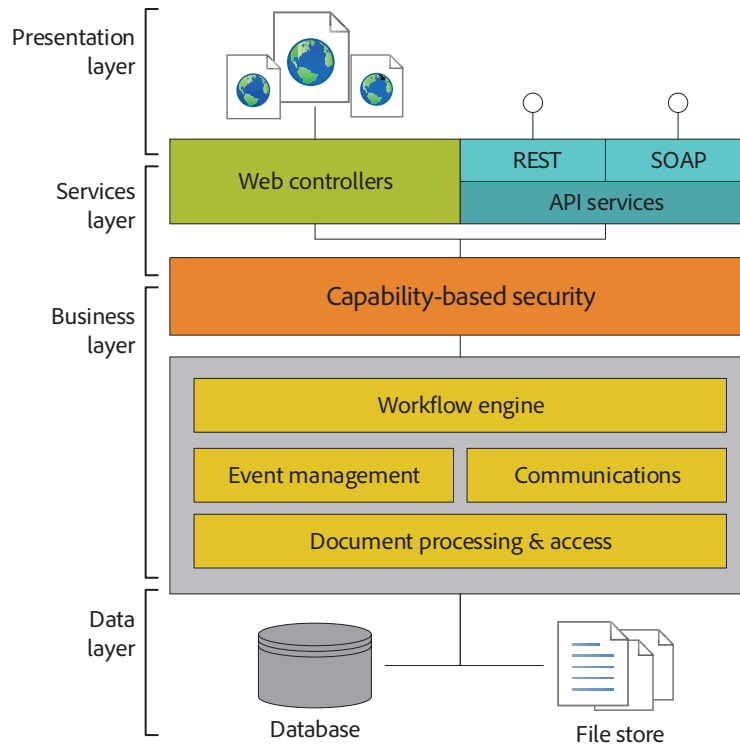 Presentation
layer
REST
SOAP
Web controllers
API services
Services
layer
Capability-based security
Business
layer
Workflow engine
Event management
Communications
Document processing & access
Data
layer
Database
File store